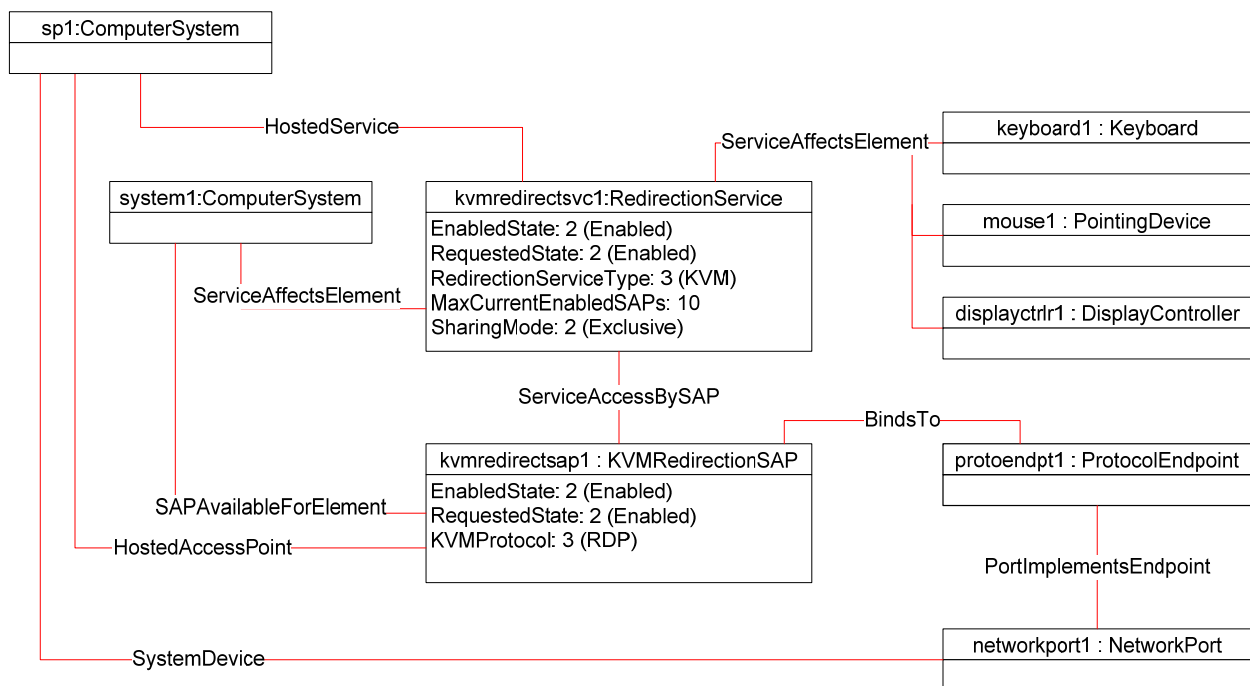 sp1:ComputerSystem
HostedService
ServiceAffectsElement
keyboard1 : Keyboard
system1:ComputerSystem
kvmredirectsvc1:RedirectionService
EnabledState: 2 (Enabled)
RequestedState: 2 (Enabled)
RedirectionServiceType: 3 (KVM)
MaxCurrentEnabledSAPs: 10
SharingMode: 2 (Exclusive)
mouse1 : PointingDevice
ServiceAffectsElement
displayctrlr1 : DisplayController
ServiceAccessBySAP
BindsTo
kvmredirectsap1 : KVMRedirectionSAP
EnabledState: 2 (Enabled)
RequestedState: 2 (Enabled)
KVMProtocol: 3 (RDP)
protoendpt1 : ProtocolEndpoint
SAPAvailableForElement
HostedAccessPoint
PortImplementsEndpoint
networkport1 : NetworkPort
SystemDevice